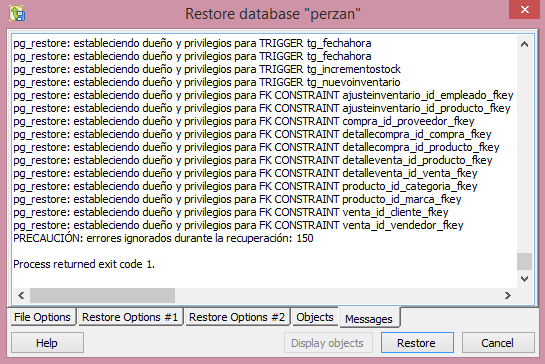 Restore database "perzan"
pg_restore: estableciendo dueño y privilegios para TRIGGER tg_fechahora
pg_restore: estableciendo dueño y privilegios para TRIGGER tg_fechahora
pg_restore: estableciendo dueño y privilegios para TRIGGER tg_incrementostock
pg_restore: estableciendo dueño y privilegios para TRIGGER tg_nuevoinventario
pg_restore: estableciendo dueño y privilegios para FK CONSTRAINT ajusteinventario_id_empleado_fkey
pg_restore: estableciendo dueño y privilegios para FK CONSTRAINT ajusteinventario_id_producto_fkey
pg_restore: estableciendo dueño y privilegios para FK CONSTRAINT compra_id_proveedor_fkey
pg_restore: estableciendo dueño y privilegios para FK CONSTRAINT detallecompra_id_compra_fkey
pg_restore: estableciendo dueño y privilegios para FK CONSTRAINT detallecompra_id_producto_fkey
pg_restore: estableciendo dueño y privilegios para FK CONSTRAINT detalleventa_id_producto_fkey
pg_restore: estableciendo dueño y privilegios para FK CONSTRAINT detalleventa_id_venta_fkey
pg_restore: estableciendo dueño y privilegios para FK CONSTRAINT producto_id_categoria_fkey
pg_restore: estableciendo dueño y privilegios para FK CONSTRAINT producto_id_marca_fkey
pg_restore: estableciendo dueño y privilegios para FK CONSTRAINT venta_id_cliente_fkey
pg_restore: estableciendo dueño y privilegios para FK CONSTRAINT venta_id_vendedor_fkey
PRECAUCIÓN: errores ignorados durante la recuperación: 150
Process returned exit code 1.
File Options Restore Options #1 Restore Options #2 Objects Messages
Help Display objects Restore Cancel